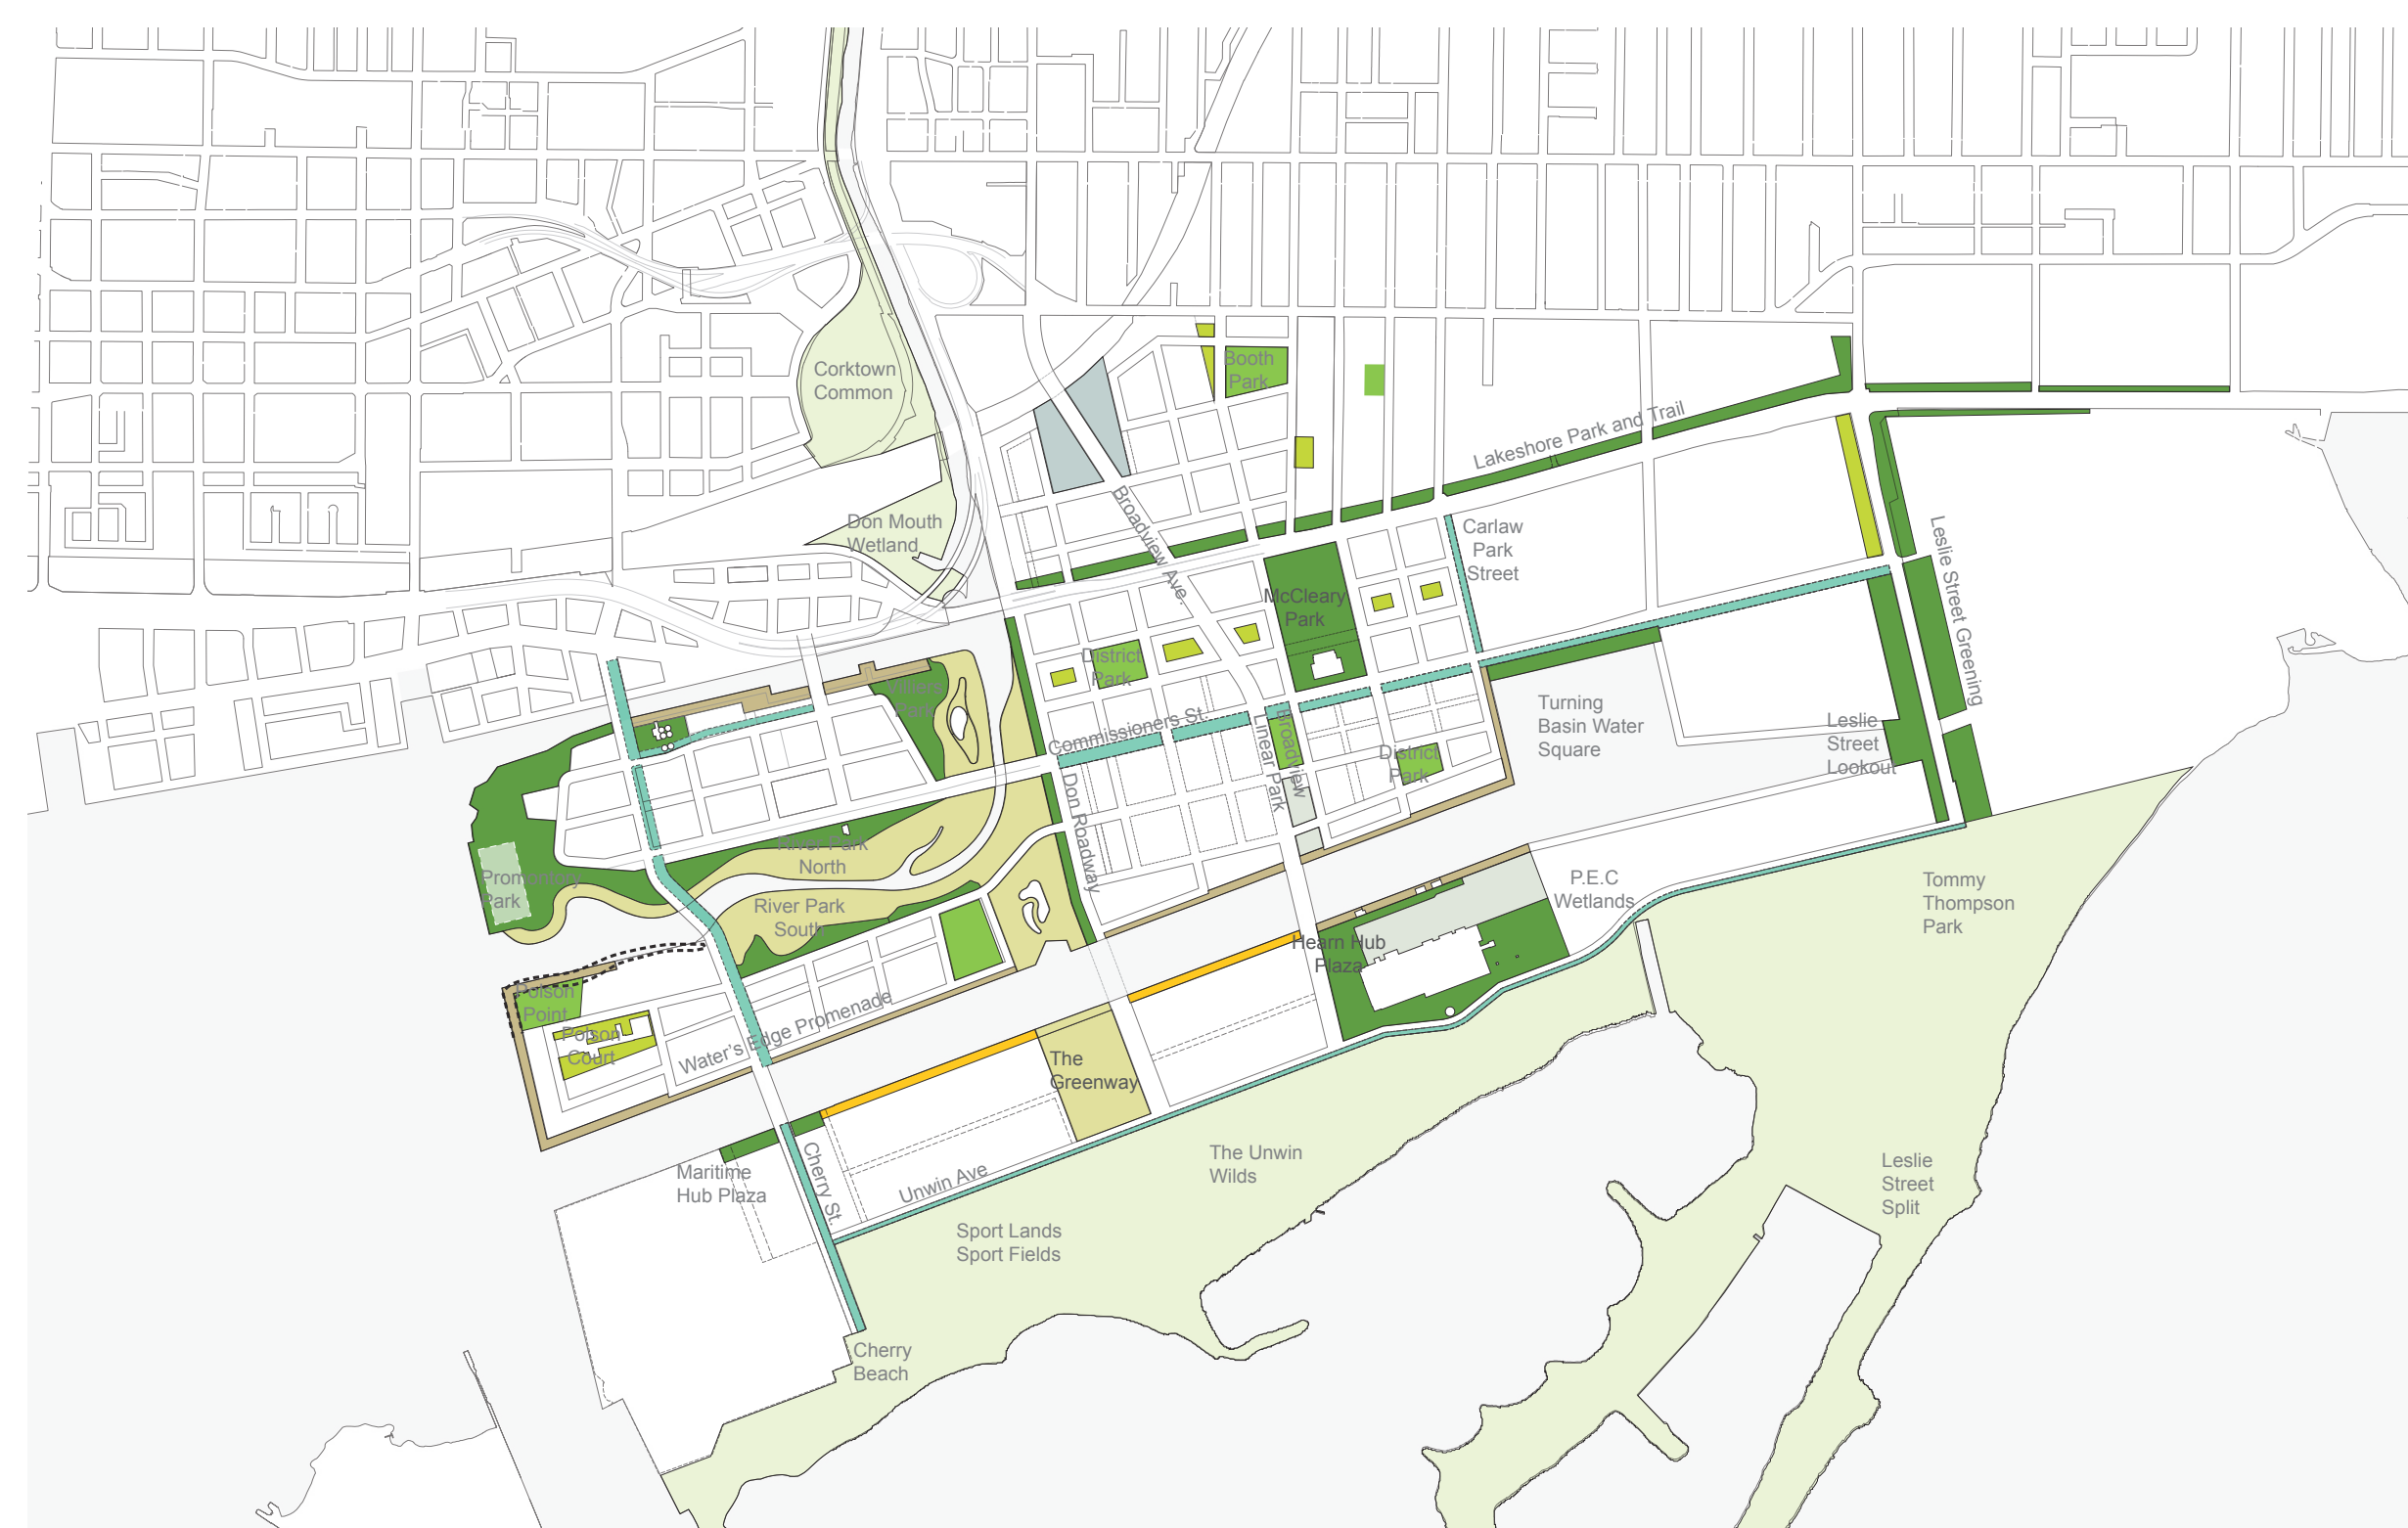 Booth
Park
Corktown
Common
Lakeshore Park and Trail
Broadview Ave.
Don Mouth
Wetland
Carlaw
Park
Street
Leslie Street Greening
McCleary
Park
District
Park
Villiers
Park
Commissioners St.
Broadview
Linear Park
Turning
Basin Water
Square
Leslie
Street
Lookout
District
Park
Don Roadway
River Park
North
Promontory
Park
River Park
South
P.E.C
Wetlands
Tommy
Thompson
Park
Hearn Hub
Plaza
Polson
Point
Polson
Court
Water's Edge Promenade
The
Greenway
Maritime
Hub Plaza
Cherry St.
Unwin Ave
The Unwin
Wilds
Leslie
Street
Split
Sport Lands
Sport Fields
Cherry
Beach